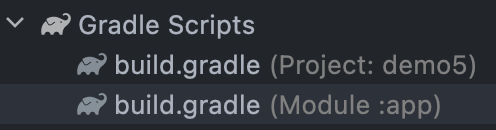 Gradle Scripts
build.gradle (Project: demo5)
build.gradle (Module :app)